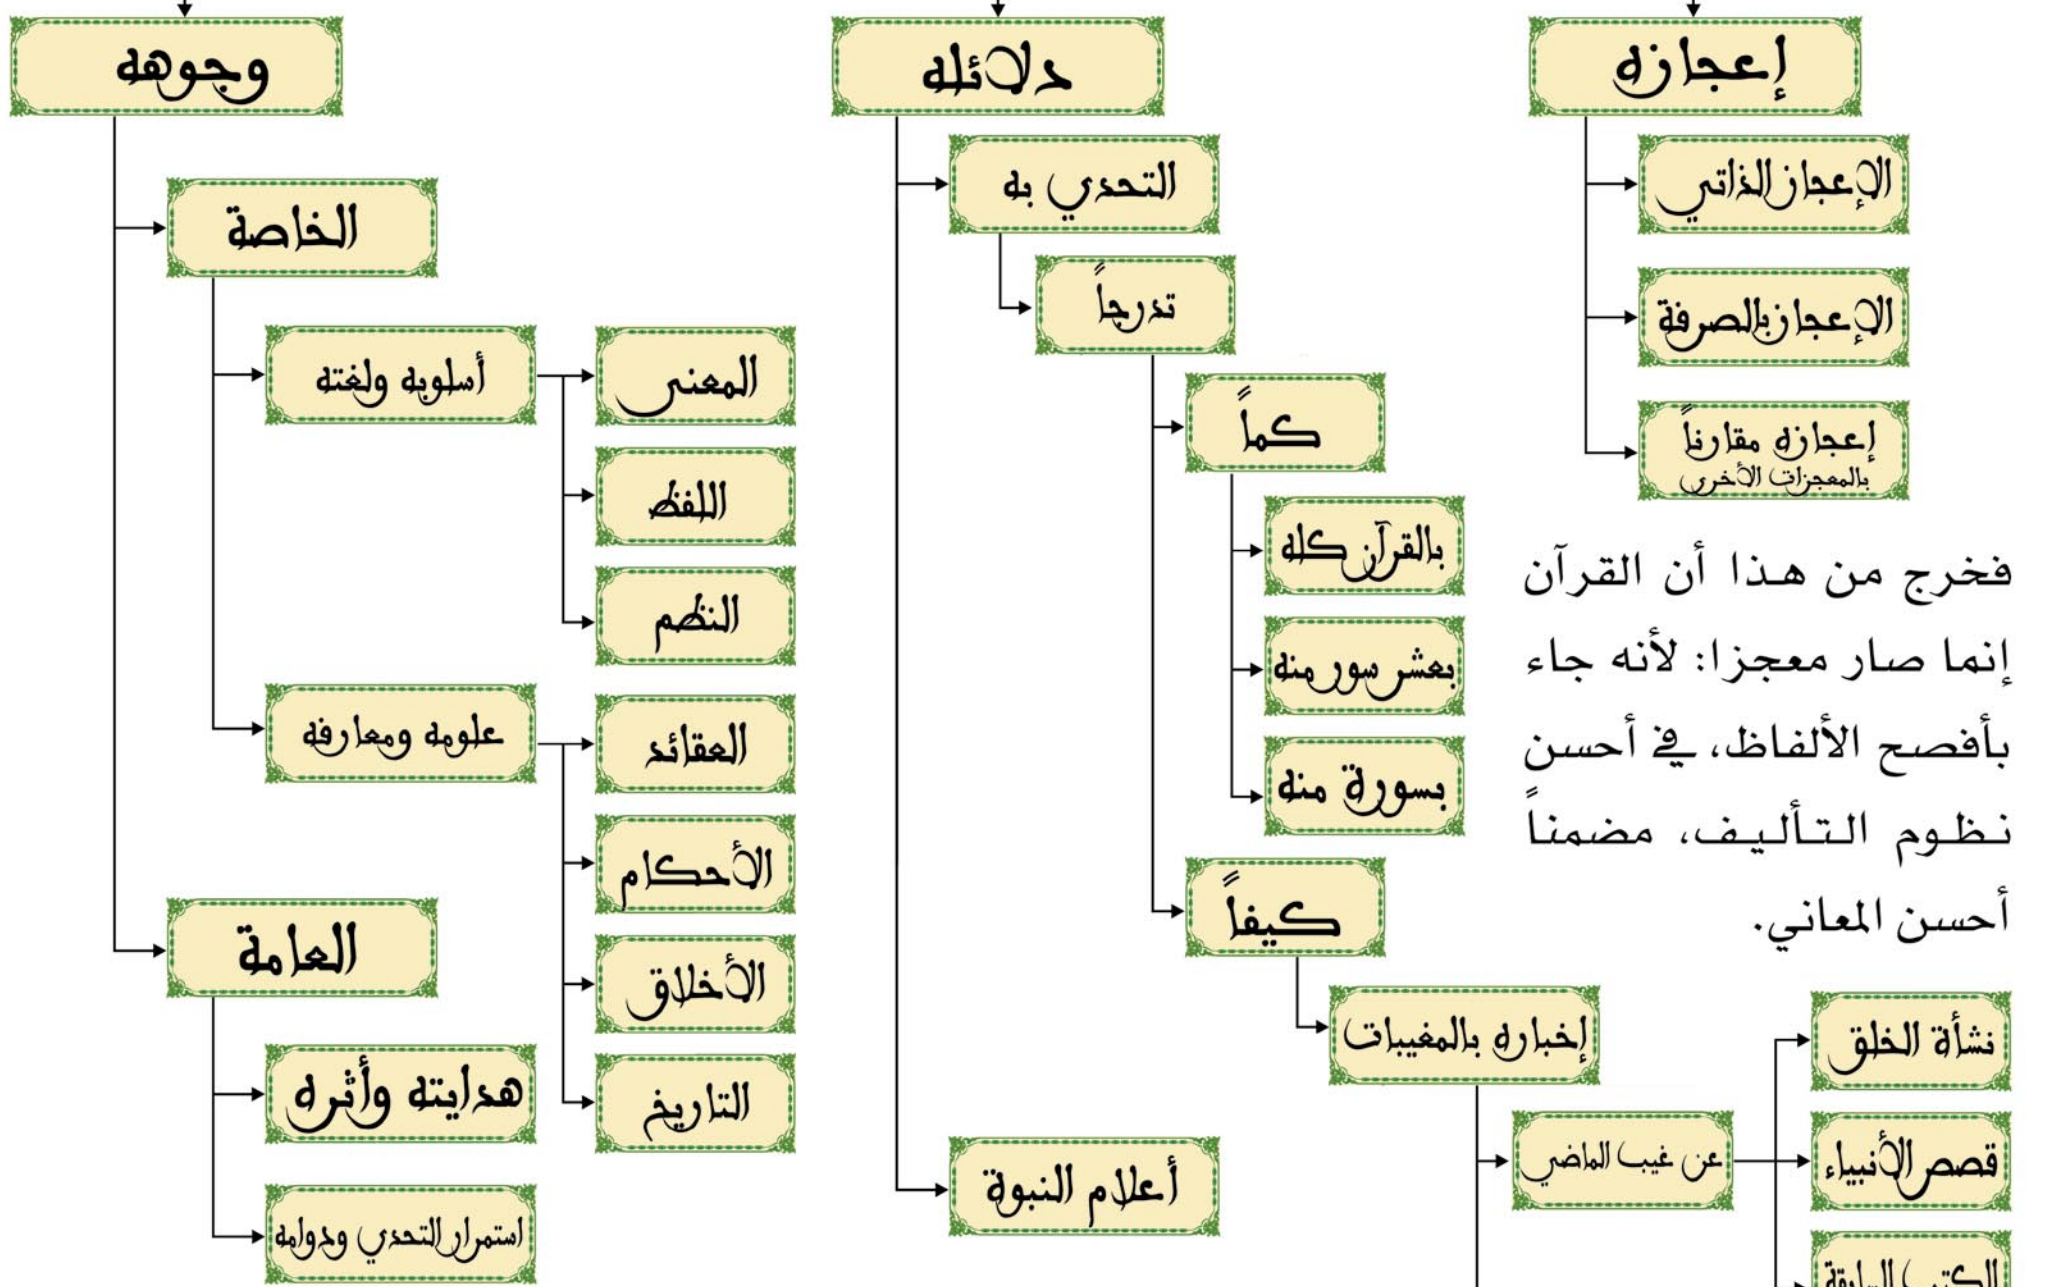 إعجازه
الإعجاز الذاتي
الإعجاز بالصرفة
إعجازه مقارناً
بالمعجزات الأخرى
فخرج من هذا أن القرآن
إنما صار معجزا: لأنه جاء
بأفصح الألفاظ، في أحسن
نظوم التأليف، مضمناً
أحسن المعاني.
دلائله
التحدي به
تدرجاً
كماً
بالقرآن كله
بعشر سور منه
بسورة منه
كيفاً
إخباره بالمغيبات
عن غيب الماضي
نشأة الخلق
قصص الأنبياء
الكتب السابقة
أعلام النبوة
وجوهه
الخاصة
أسلوبه ولغته
المعنى
اللفظ
النظم
علومه ومعارفه
العقائد
الأحكام
الأخلاق
التاريخ
العامة
هدايته وأثره
استمرار التحدي ودوامه